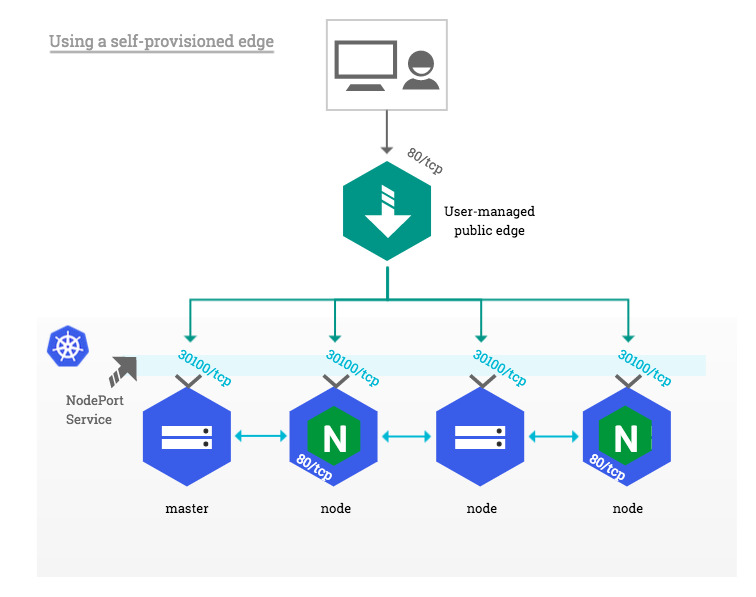 Using a self-provisioned edge
80/tcp
User-managed
public edge
30100/tcp
30100/tcp
30100/tcp
30100/tcp
NodePort
Service
N
N
80/tcp
80/tcp
master
node
node
node